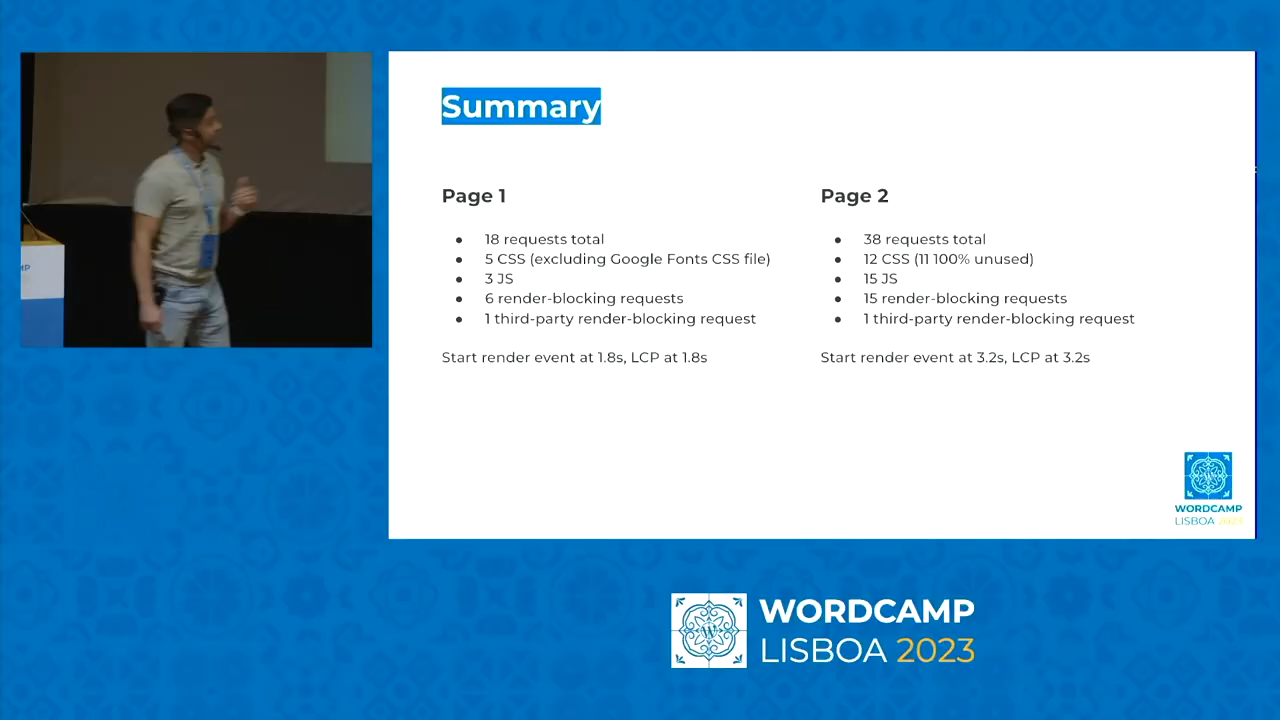 Summary
Page 1
● 18 requests total
● 5 CSS (excluding Google Fonts CSS file)
● 3 JS
● 6 render-blocking requests
● 1 third-party render-blocking request
Start render event at 1.8s, LCP at 1.8s
Page 2
● 38 requests total
● 12 CSS (11 100% unused)
● 15 JS
● 15 render-blocking requests
● 1 third-party render-blocking request
Start render event at 3.2s, LCP at 3.2s
WORDCAMP
LISBOA 2023
WORDCAMP
LISBOA 2023